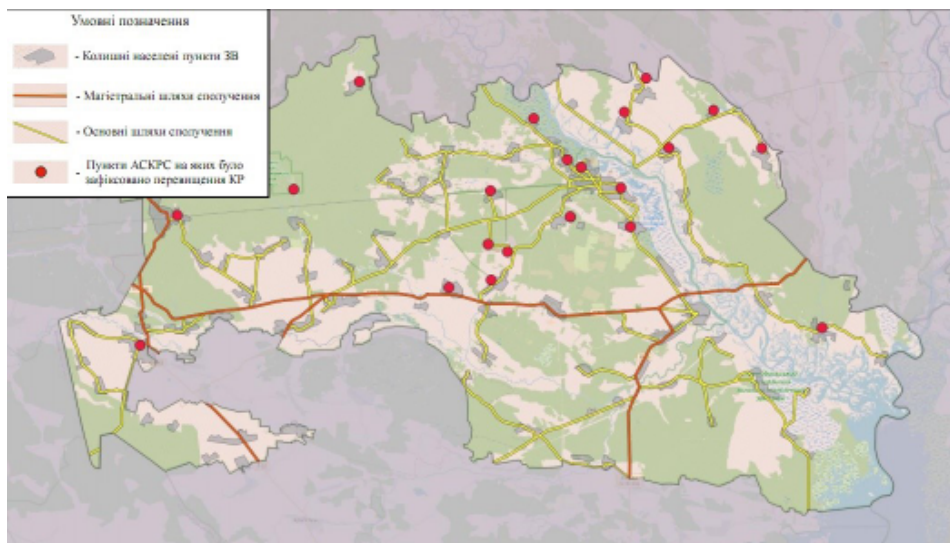 Умовні позначення
- Колишні населені пункти ЗВ
- Магістральні шляхи сполучення
- Основні шляхи сполучення
- Пункти АСКРС на яких було
зафіксовано перевищення КР